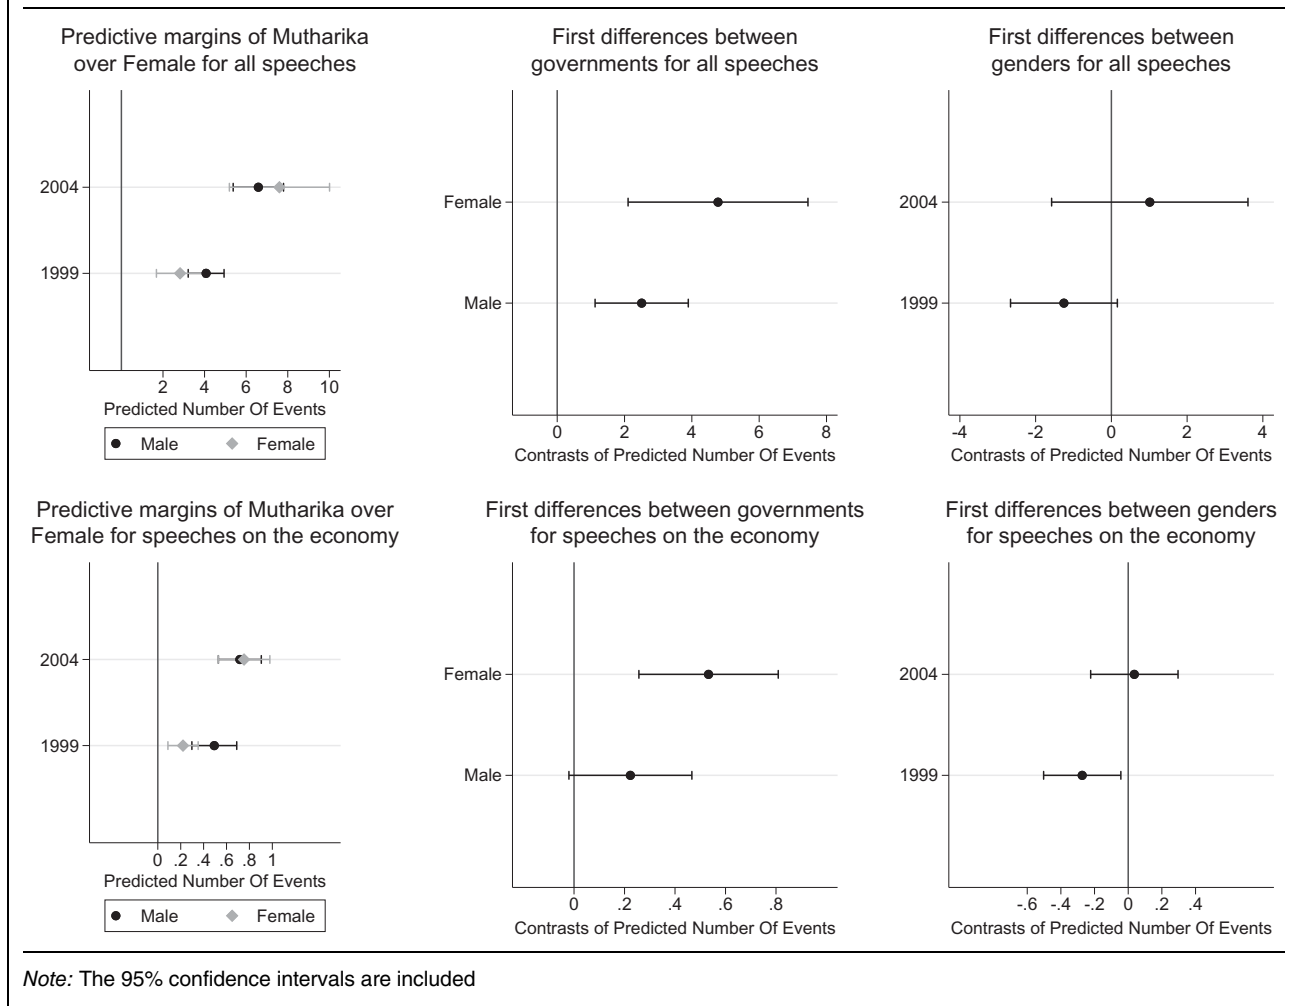 Predictive margins of Mutharika
over Female for all speeches
2004
1999
2 4 6 8 10
Predicted Number Of Events
Male Female
First differences between
governments for all speeches
Female
Male
0 2 4 6 8
Contrasts of Predicted Number Of Events
First differences between
genders for all speeches
2004
1999
-4 -2 0 2 4
Contrasts of Predicted Number Of Events
Predictive margins of Mutharika over
Female for speeches on the economy
2004
1999
0 .2 .4 .6 .8 1
Predicted Number Of Events
Male Female
First differences between governments
for speeches on the economy
Female
Male
0 .2 .4 .6 .8
Contrasts of Predicted Number Of Events
First differences between genders
for speeches on the economy
2004
1999
-.6 -.4 -.2 0 .2 .4
Contrasts of Predicted Number Of Events
Note: The 95% confidence intervals are included